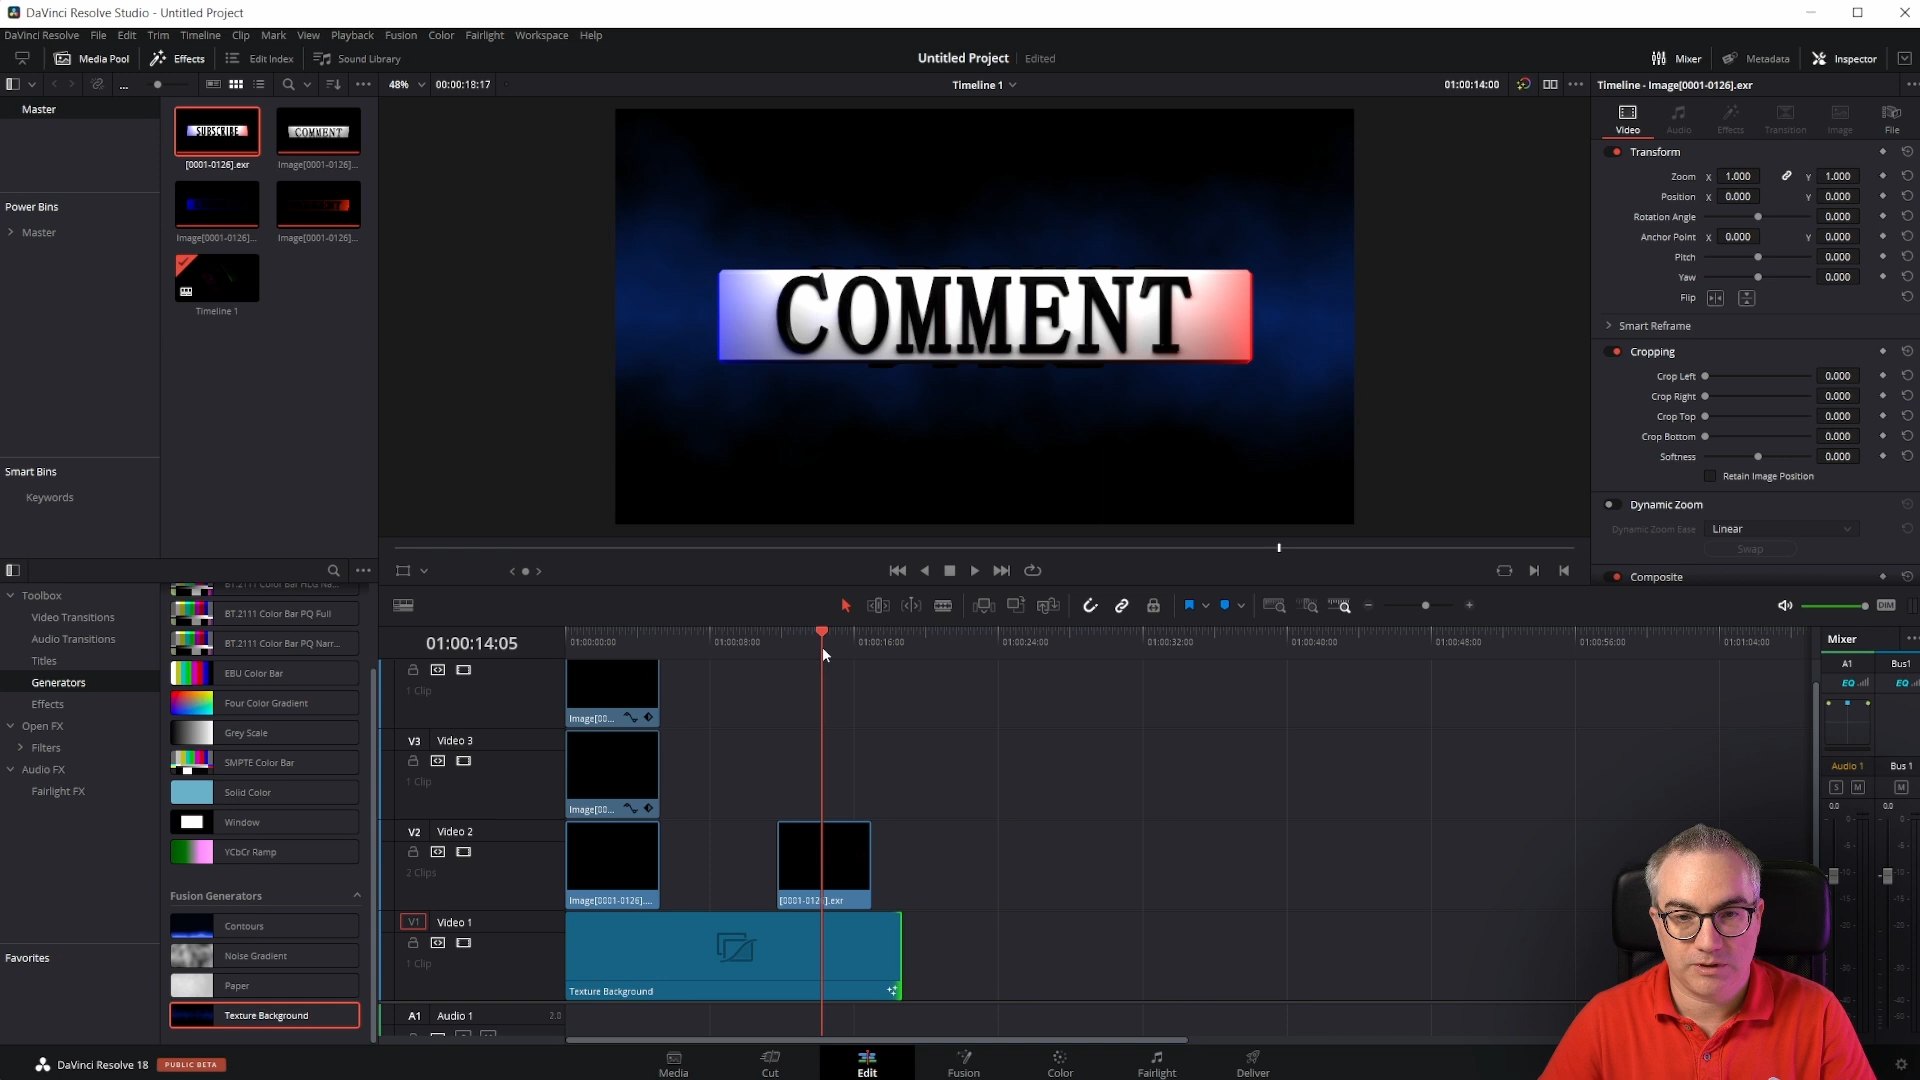 DaVinci Resolve Studio - Untitled Project
DaVinci Resolve File Edit Trim Timeline Clip Mark View Playback Fusion Color Fairlight Workspace Help
Media Pool Effects Edit Index Sound Library Untitled Project Edited Mixer Metadata Inspector
48% 00:00:18:17 Timeline 1 01:00:14:00 Timeline - Image[0001-0126].exr
Master
SUBSCRIBE
COMMENT
[0001-0126].exr Image[0001-0126]...
Image[0001-0126]... Image[0001-0126]...
Timeline 1
Power Bins
Master
Smart Bins
Keywords
COMMENT
Video Audio Effects Transition Image File
Transform
Zoom X 1.000 Y 1.000
Position X 0.000 Y 0.000
Rotation Angle 0.000
Anchor Point X 0.000 Y 0.000
Pitch 0.000
Yaw 0.000
Flip
Smart Reframe
Cropping
Crop Left 0.000
Crop Right 0.000
Crop Top 0.000
Crop Bottom 0.000
Softness 0.000
Retain Image Position
Dynamic Zoom
Dynamic Zoom Ease Linear
Swap
Composite
Toolbox
Video Transitions
Audio Transitions
Titles
Generators
Effects
Open FX
Filters
Audio FX
Fairlight FX
Favorites
BT.2111 Color Bar HLG Na...
BT.2111 Color Bar PQ Full
BT.2111 Color Bar PQ Narr...
EBU Color Bar
Four Color Gradient
Grey Scale
SMPTE Color Bar
Solid Color
Window
YCbCr Ramp
Fusion Generators
Contours
Noise Gradient
Paper
Texture Background
DIM
01:00:14:05 01:00:00:00 01:00:08:00 01:00:16:00 01:00:24:00 01:00:32:00 01:00:40:00 01:00:48:00 01:00:56:00 01:01:04:00
1 Clip
Image[00...
V3 Video 3
1 Clip
Image[00...
V2 Video 2
2 Clips
Image[0001-0126].... [0001-012 ].exr
V1 Video 1
1 Clip
Texture Background
A1 Audio 1 2.0
Mixer
A1 Bus1
EQ EQ
Audio 1 Bus 1
S M M
0.0 0.0
DaVinci Resolve 18 PUBLIC BETA
Media Cut Edit Fusion Color Fairlight Deliver